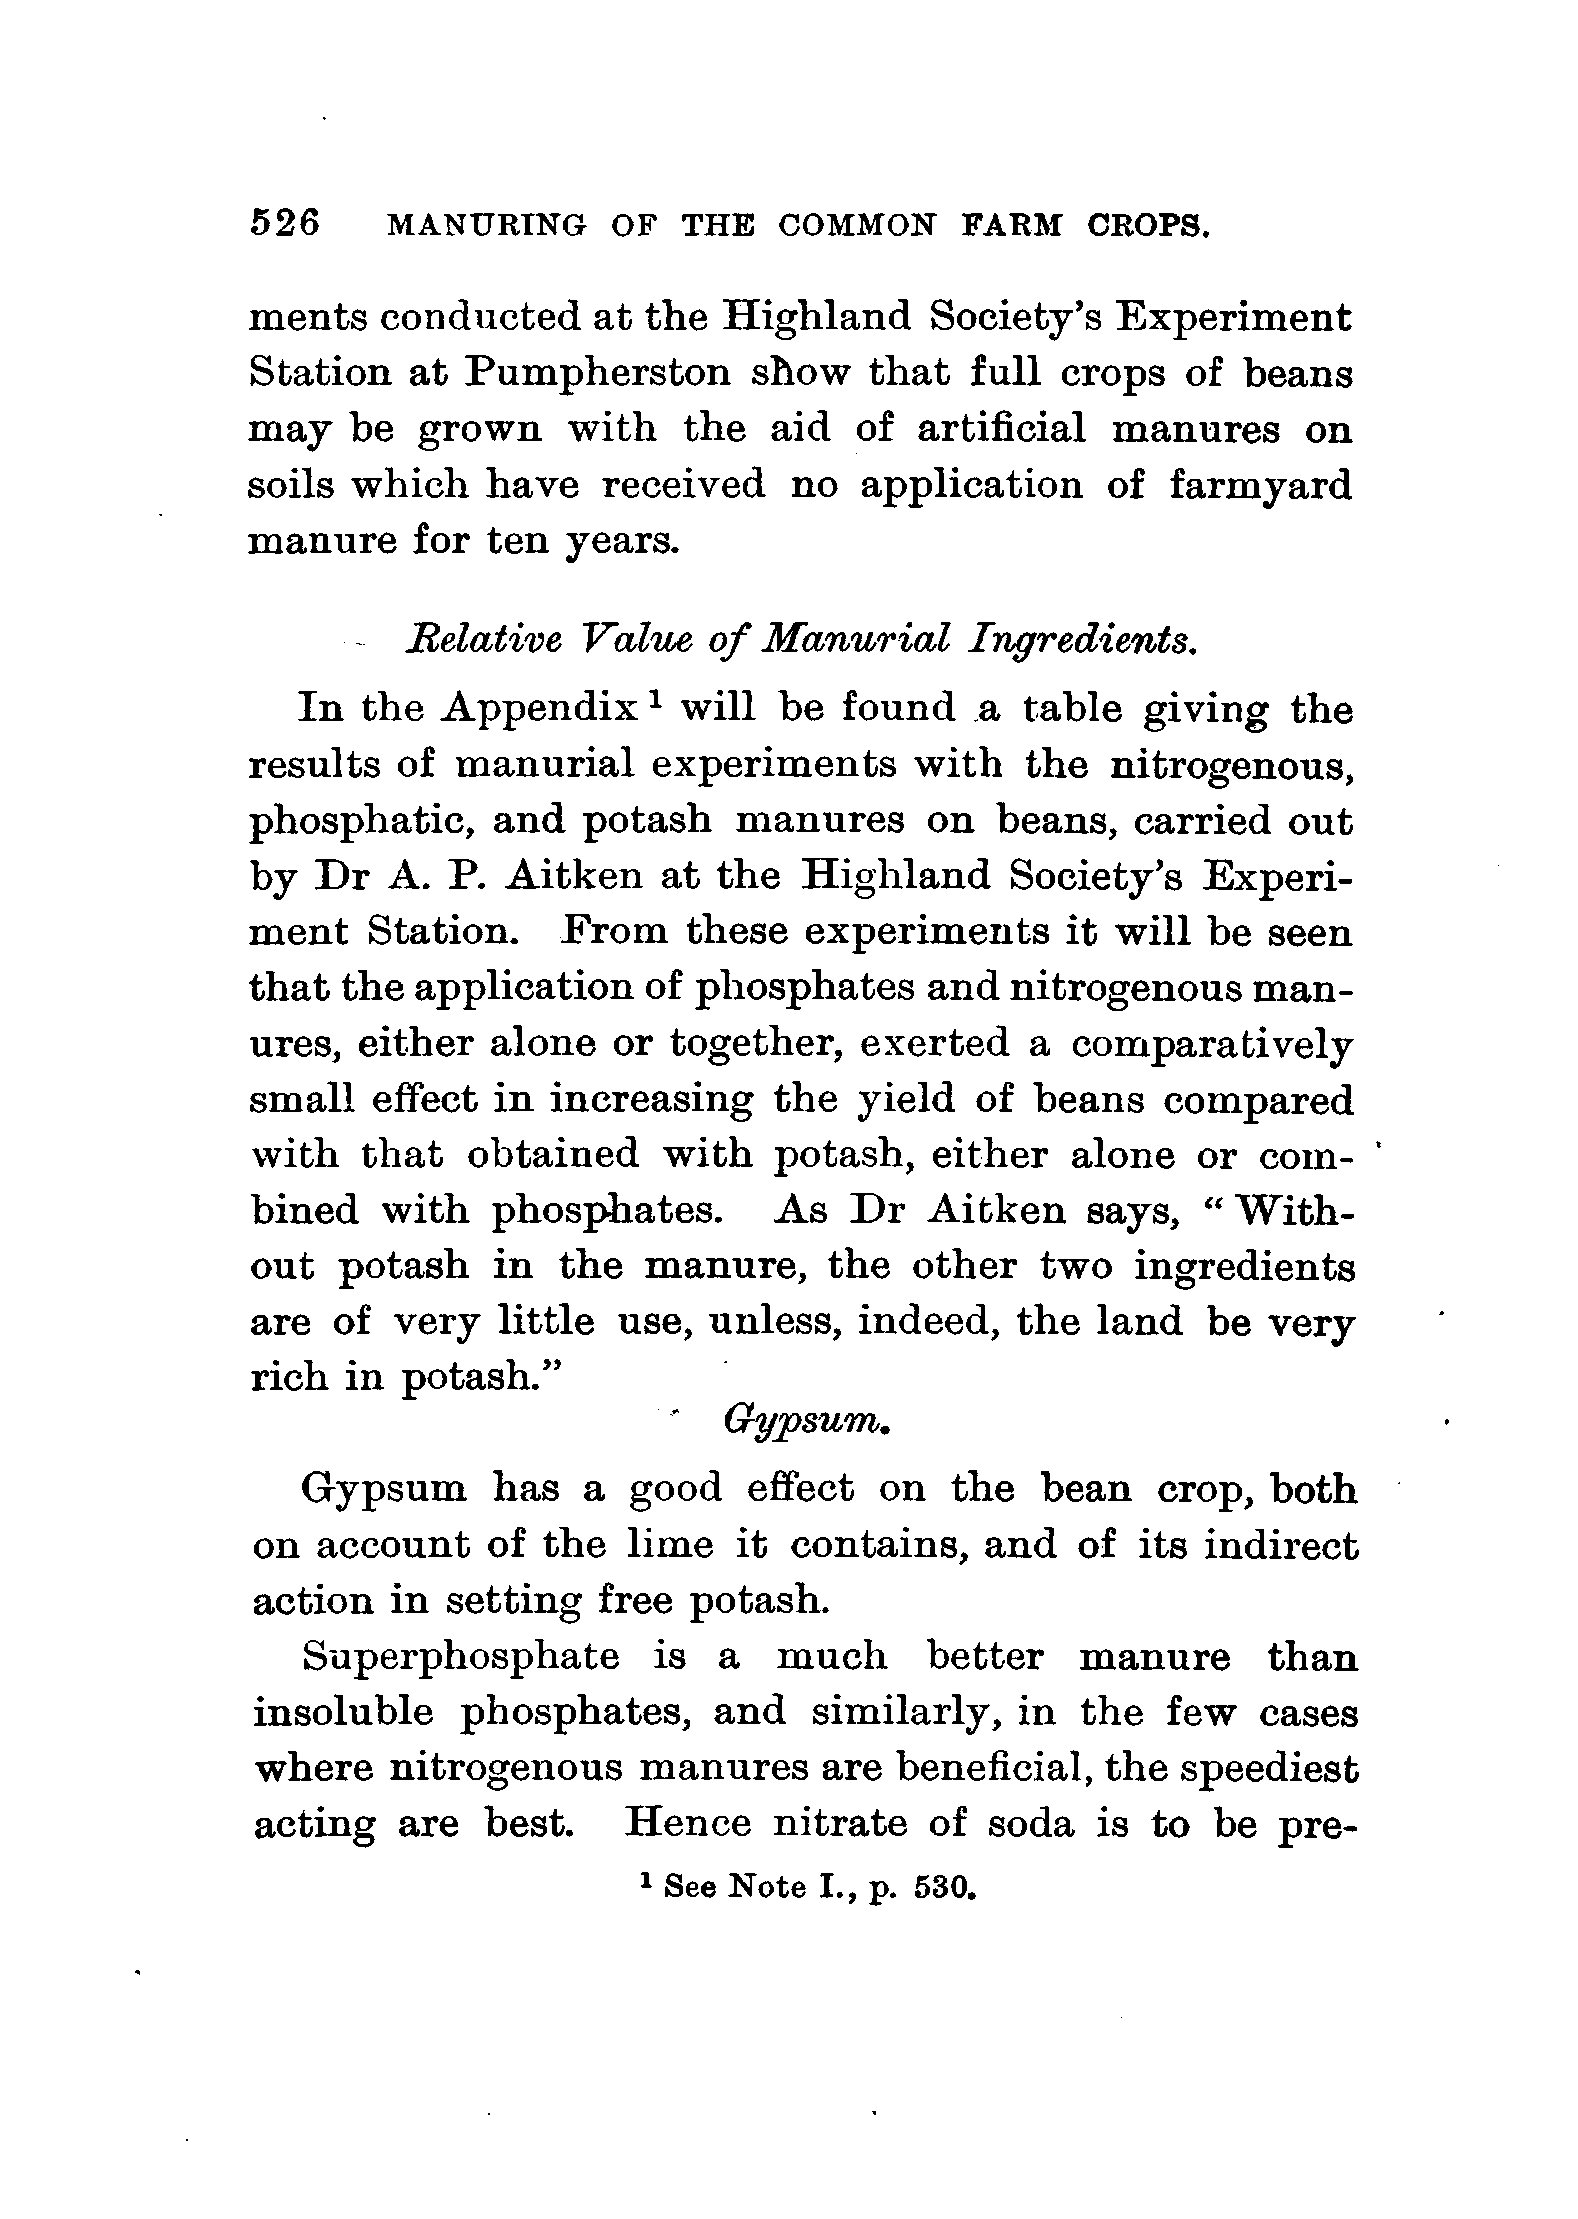 526 MANURING OF THE COMMON FARM CROPS.
ments conducted at the Highland Society's Experiment
Station at Pumpherston show that full crops of beans
may be grown with the aid of artificial manures on
soils which have received no application of farmyard
manure for ten years.
Relative Value of Manurial Ingredients.
In the Appendix ¹ will be found a table giving the
results of manurial experiments with the nitrogenous,
phosphatic, and potash manures on beans, carried out
by Dr A. P. Aitken at the Highland Society's Experi-
ment Station. From these experiments it will be seen
that the application of phosphates and nitrogenous man-
ures, either alone or together, exerted a comparatively
small effect in increasing the yield of beans compared
with that obtained with potash, either alone or com-
bined with phosphates. As Dr Aitken says, “ With-
out potash in the manure, the other two ingredients
are of very little use, unless, indeed, the land be very
rich in potash.”
Gypsum.
Gypsum has a good effect on the bean crop, both
on account of the lime it contains, and of its indirect
action in setting free potash.
Superphosphate is a much better manure than
insoluble phosphates, and similarly, in the few cases
where nitrogenous manures are beneficial, the speediest
acting are best. Hence nitrate of soda is to be pre-
¹ See Note I., p. 530.